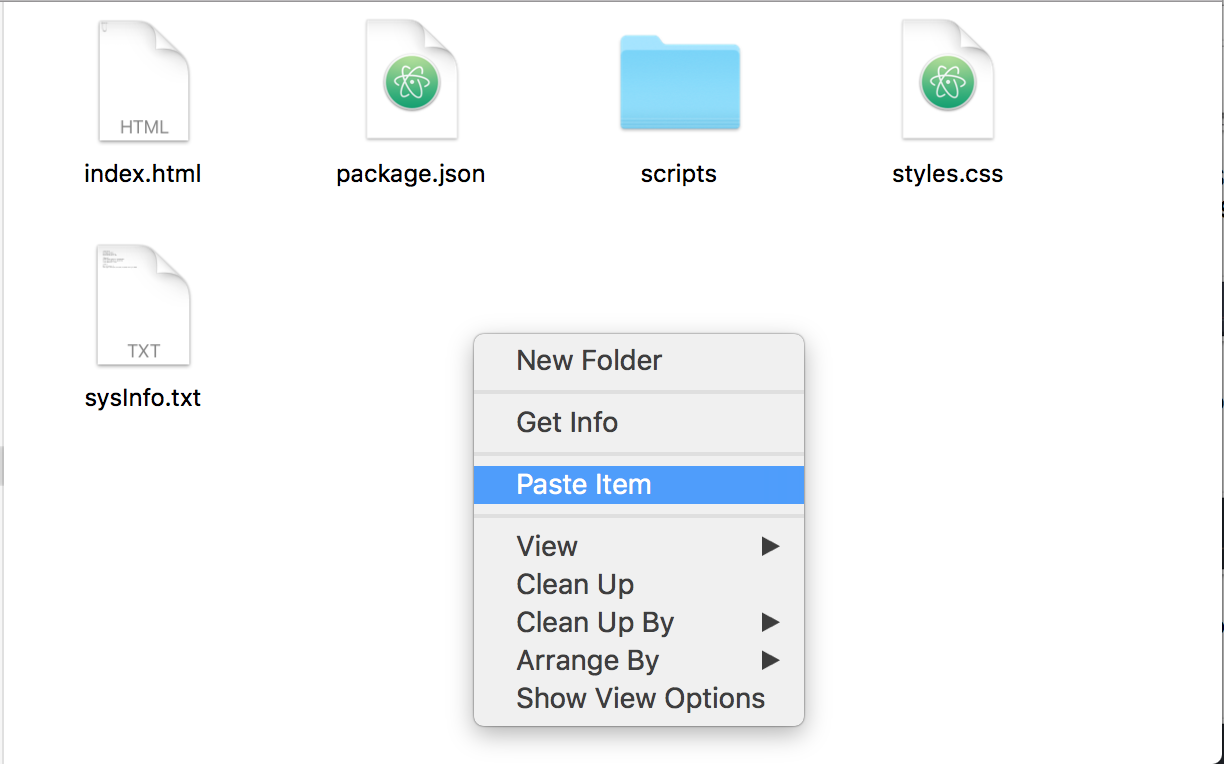 HTML
index.html
package.json
scripts
styles.css
TXT
sysInfo.txt
New Folder
Get Info
Paste Item
View
Clean Up
Clean Up By
Arrange By
Show View Options